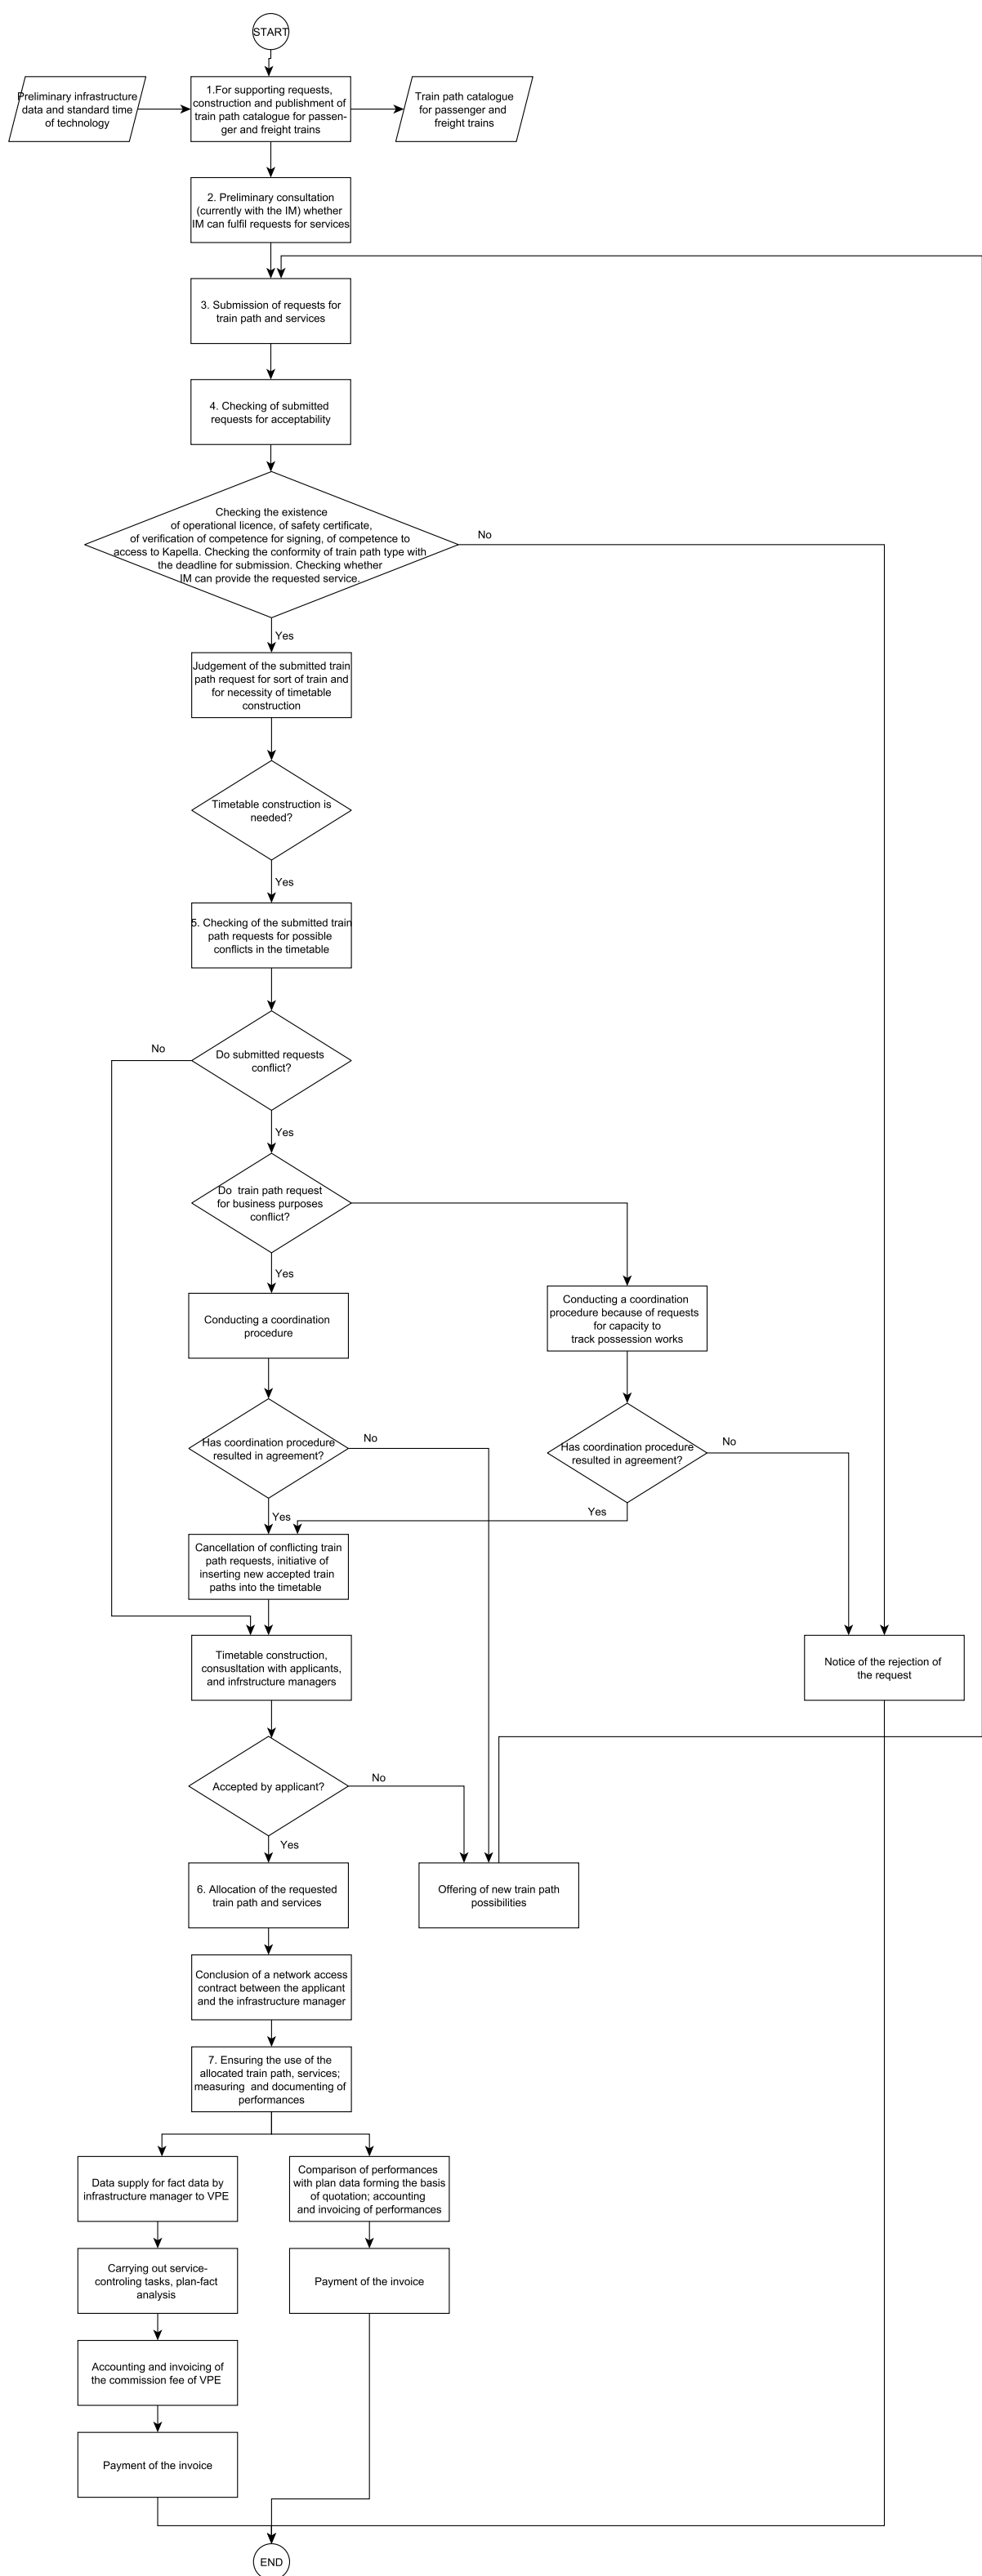 START
Preliminary infrastructure
data and standard time
of technology
1.For supporting requests,
construction and publishment of
train path catalogue for passen-
ger and freight trains
Train path catalogue
for passenger and
freight trains
2. Preliminary consultation
(currently with the IM) whether
IM can fulfil requests for services
3. Submission of requests for
train path and services
4. Checking of submitted
requests for acceptability
Checking the existence
of operational licence, of safety certificate,
of verification of competence for signing, of competence to
access to Kapella. Checking the conformity of train path type with
the deadline for submission. Checking whether
IM can provide the requested service.
No
Yes
Judgement of the submitted train
path request for sort of train and
for necessity of timetable
construction
Timetable construction is
needed?
Yes
5. Checking of the submitted train
path requests for possible
conflicts in the timetable
No
Do submitted requests
conflict?
Yes
Do train path request
for business purposes
conflict?
Yes
Conducting a coordination
procedure
Conducting a coordination
procedure because of requests
for capacity to
track possession works
Has coordination procedure
resulted in agreement?
No
Has coordination procedure
resulted in agreement?
No
Yes
Yes
Cancellation of conflicting train
path requests, initiative of
inserting new accepted train
paths into the timetable
Timetable construction,
consusltation with applicants,
and infrstructure managers
Notice of the rejection of
the request
Accepted by applicant?
No
Yes
6. Allocation of the requested
train path and services
Offering of new train path
possibilities
Conclusion of a network access
contract between the applicant
and the infrastructure manager
7. Ensuring the use of the
allocated train path, services;
measuring and documenting of
performances
Data supply for fact data by
infrastructure manager to VPE
Comparison of performances
with plan data forming the basis
of quotation; accounting
and invoicing of performances
Carrying out service-
controling tasks, plan-fact
analysis
Payment of the invoice
Accounting and invoicing of
the commission fee of VPE
Payment of the invoice
END